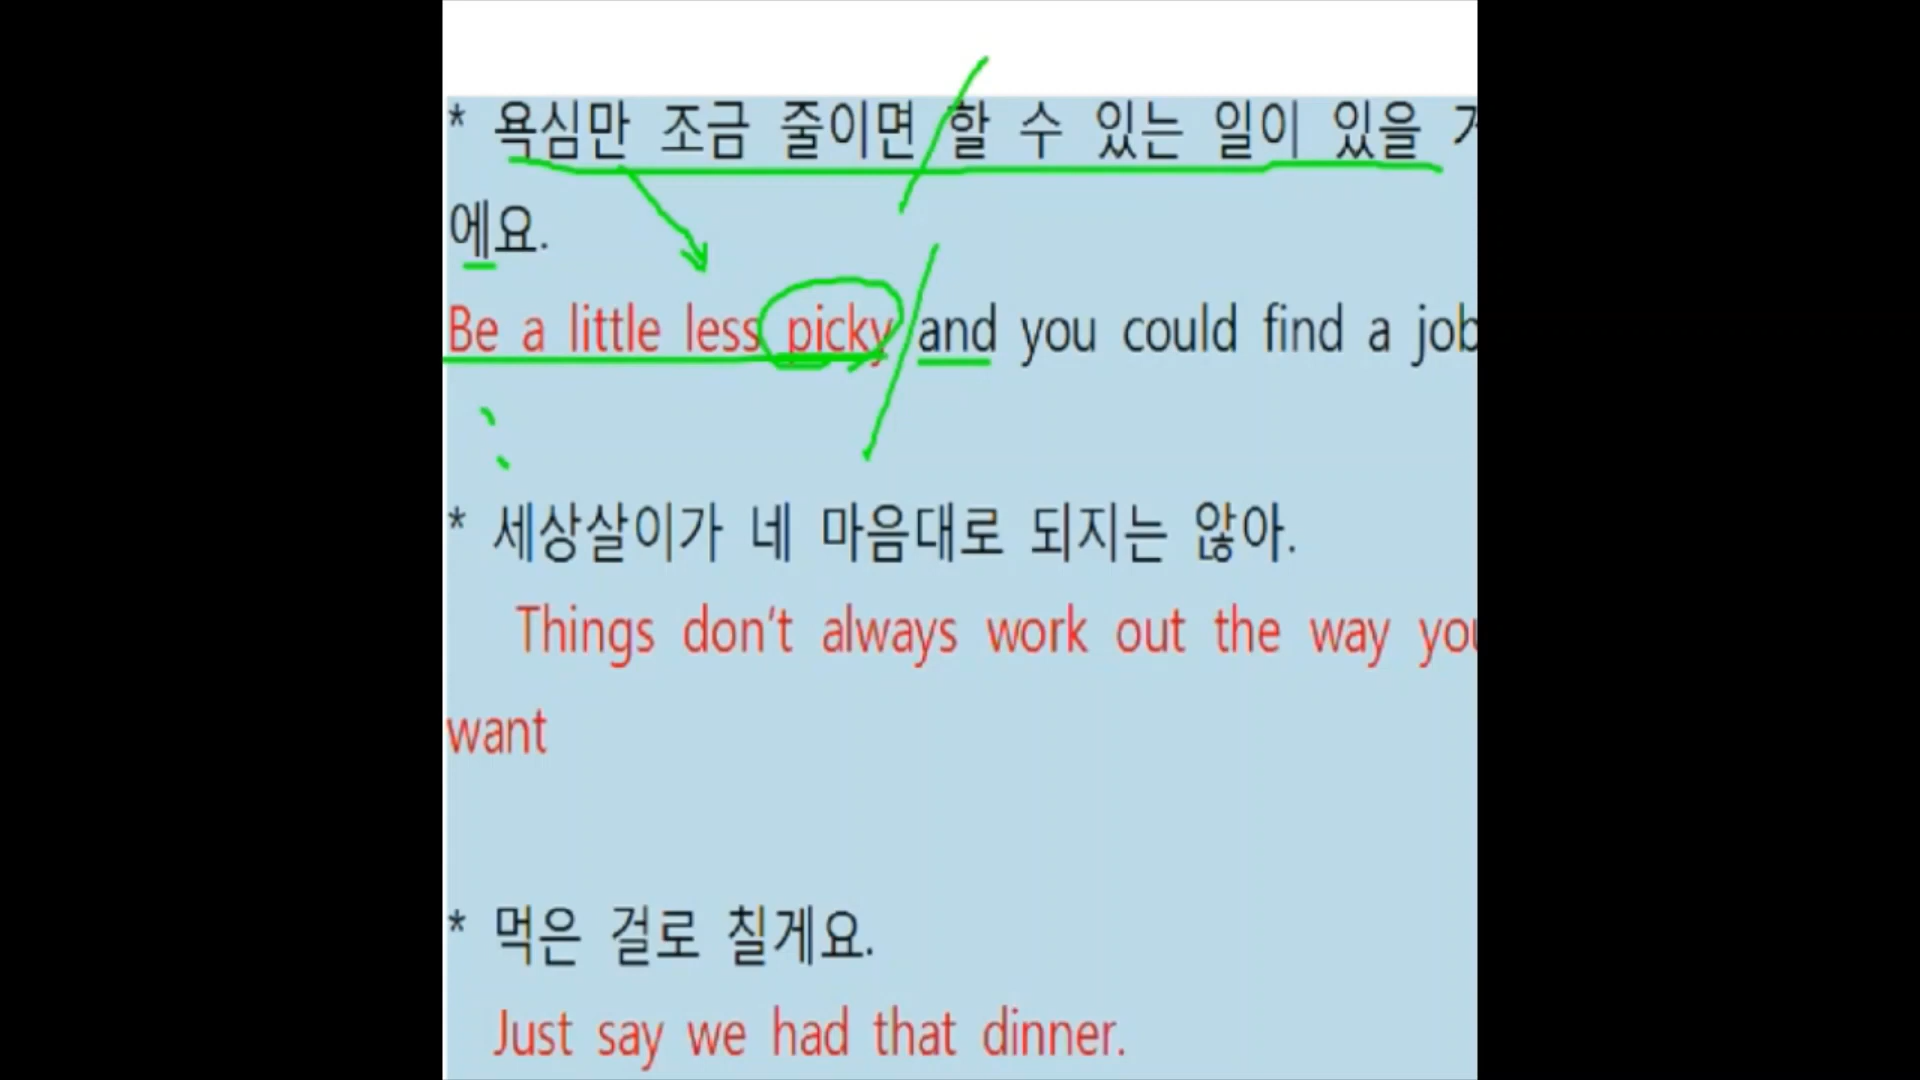 * 욕심만 조금 줄이면 할 수 있는 일이 있을
에요.
Be a little less picky and you could find a job
* 세상살이가 네 마음대로 되지는 않아.
Things don't always work out the way you
want
* 먹은 걸로 칠게요.
Just say we had that dinner.